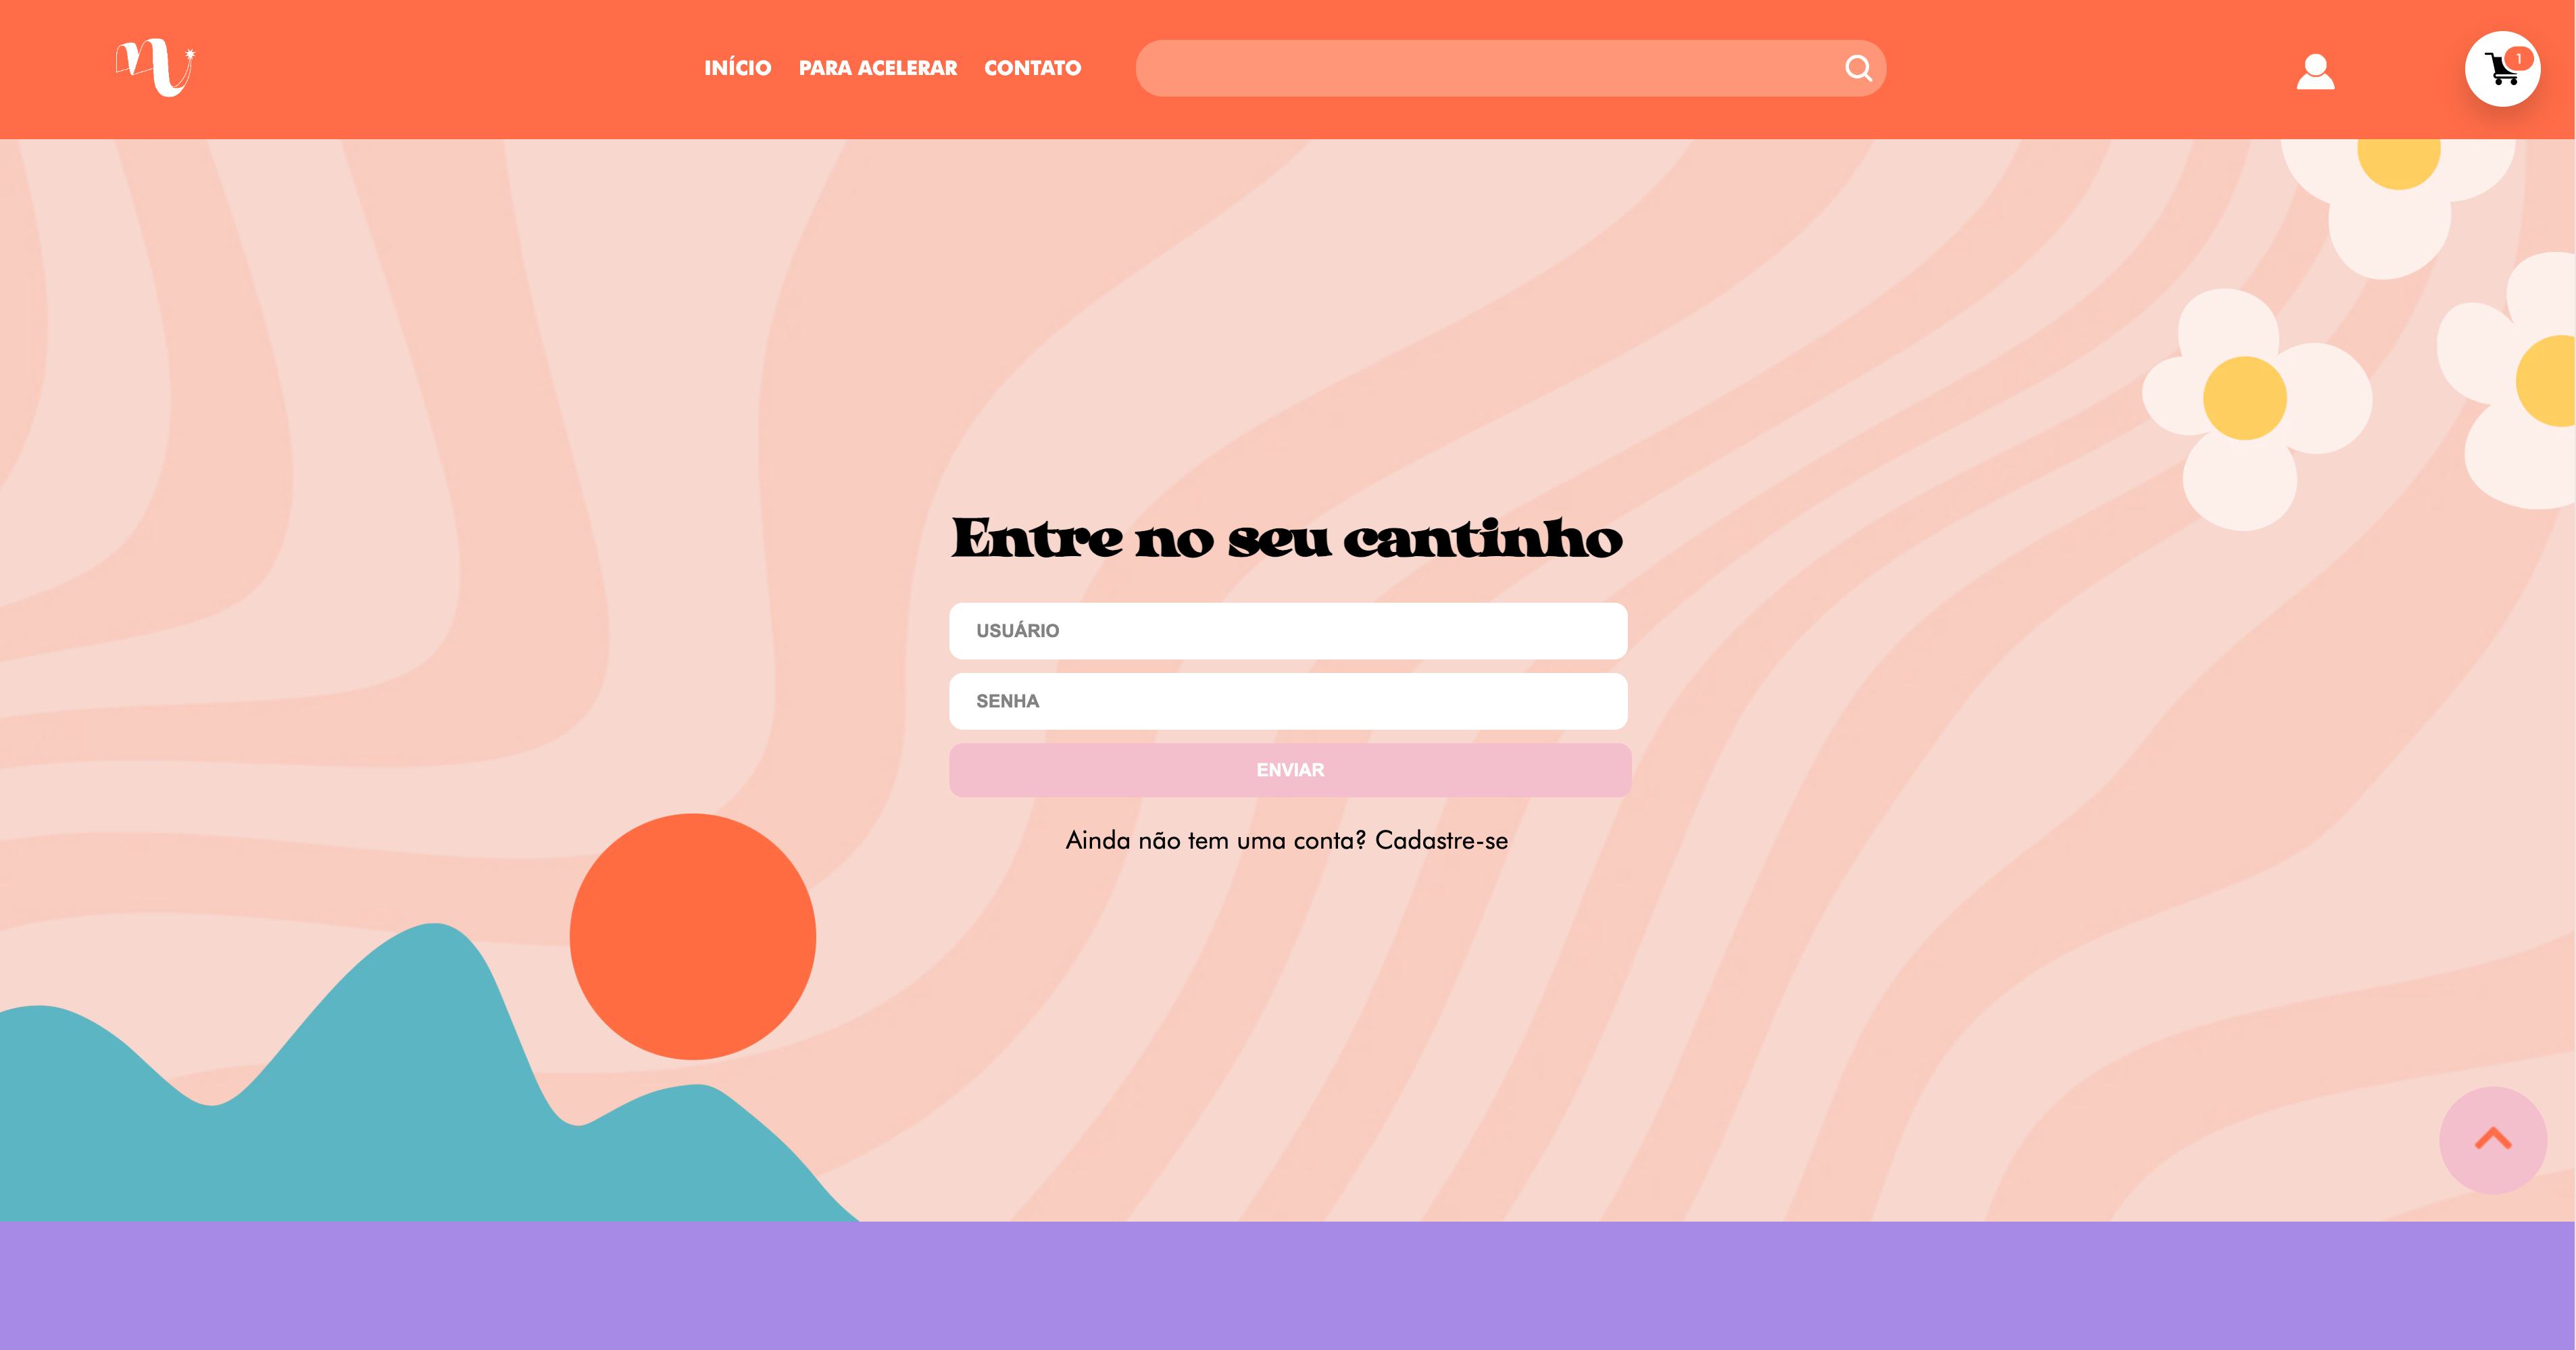 n
INÍCIO PARA ACELERAR CONTATO
1
Entre no seu cantinho
USUÁRIO
SENHA
ENVIAR
Ainda não tem uma conta? Cadastre-se